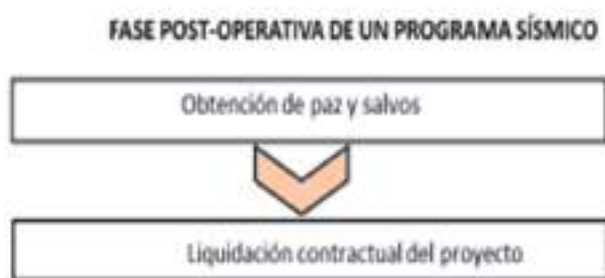 FASE POST-OPERATIVA DE UN PROGRAMA SÍSMICO
Obtención de paz y salvos
Liquidación contractual del proyecto